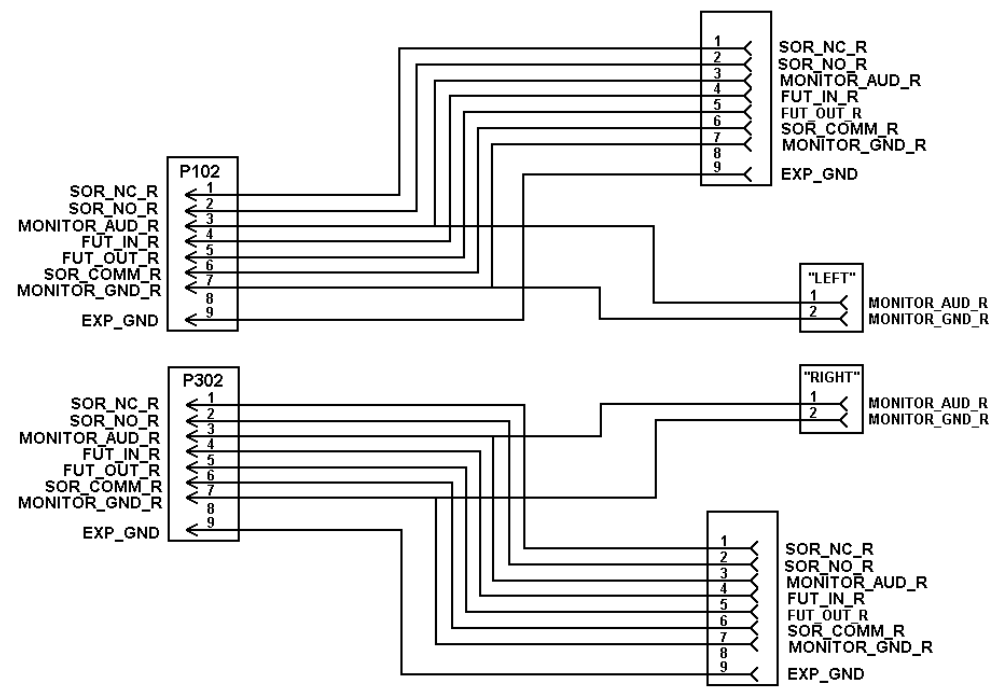 1 SOR_NC_R
2 SOR_NO_R
3 MONITOR_AUD_R
4 FUT_IN_R
5 FUT_OUT_R
6 SOR_COMM_R
7 MONITOR_GND_R
8
9 EXP_GND
P102
SOR_NC_R 1
SOR_NO_R 2
MONITOR_AUD_R 3
FUT_IN_R 4
FUT_OUT_R 5
SOR_COMM_R 6
MONITOR_GND_R 7
8
EXP_GND 9
"LEFT"
1 MONITOR_AUD_R
2 MONITOR_GND_R
P302
SOR_NC_R 1
SOR_NO_R 2
MONITOR_AUD_R 3
FUT_IN_R 4
FUT_OUT_R 5
SOR_COMM_R 6
MONITOR_GND_R 7
8
EXP_GND 9
"RIGHT"
1 MONITOR_AUD_R
2 MONITOR_GND_R
1 SOR_NC_R
2 SOR_NO_R
3 MONITOR_AUD_R
4 FUT_IN_R
5 FUT_OUT_R
6 SOR_COMM_R
7 MONITOR_GND_R
8
9 EXP_GND